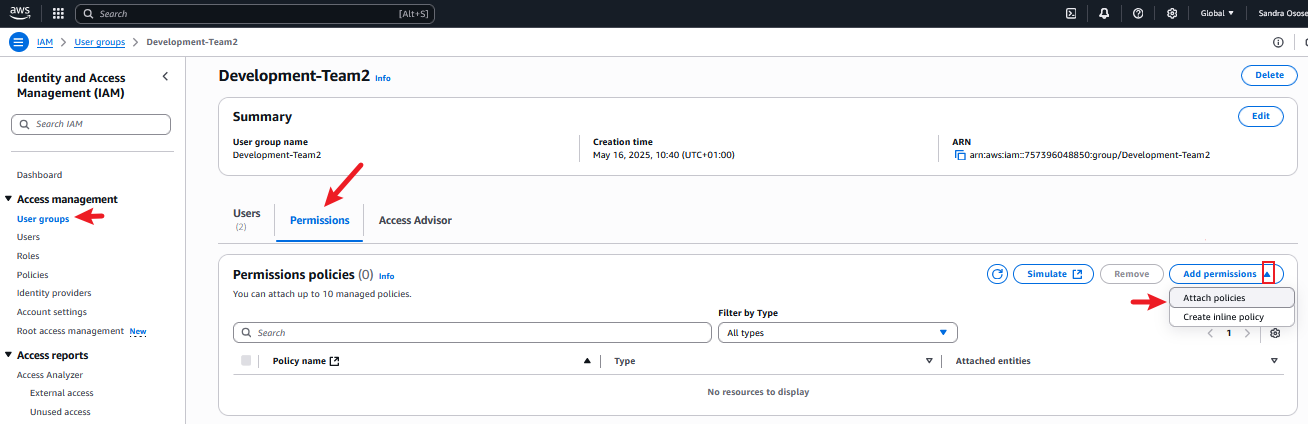 aws
Search
[Alt+S]
Global
Sandra Osose
IAM > User groups > Development-Team2
Identity and Access
Management (IAM)
Search IAM
Dashboard
Access management
User groups
Users
Roles
Policies
Identity providers
Account settings
Root access management New
Access reports
Access Analyzer
External access
Unused access
Development-Team2 Info
Delete
Summary
Edit
User group name
Development-Team2
Creation time
May 16, 2025, 10:40 (UTC+01:00)
ARN
arn:aws:iam::757396048850:group/Development-Team2
Users
(2)
Permissions
Access Advisor
Permissions policies (0) Info
You can attach up to 10 managed policies.
Simulate
Remove
Add permissions
Attach policies
Create inline policy
Search
Filter by Type
All types
1
Policy name
Type
Attached entities
No resources to display